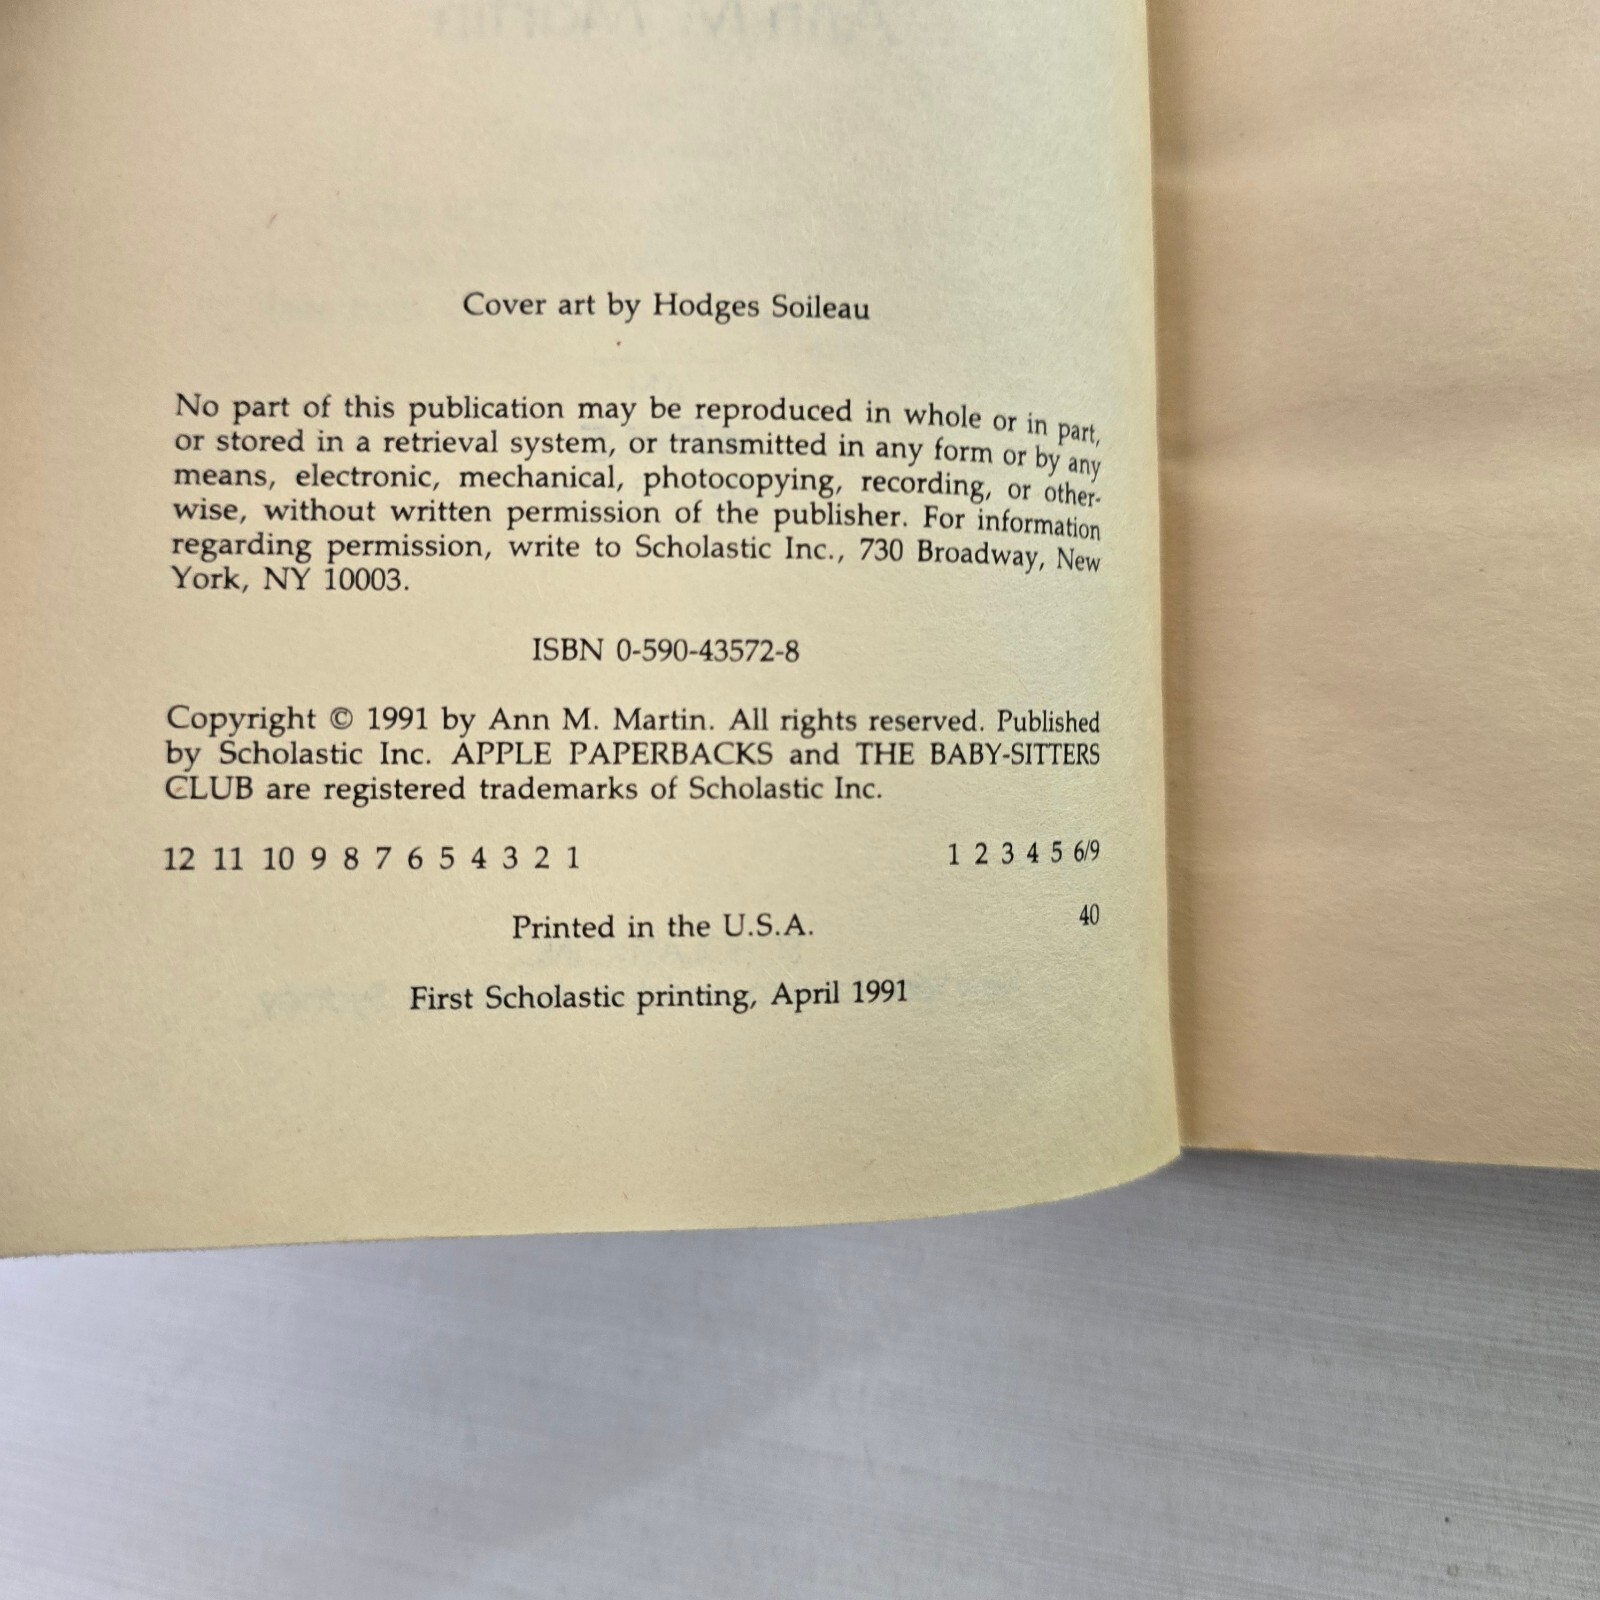 Cover art by Hodges Soileau
No part of this publication may be reproduced in whole or in part,
or stored in a retrieval system, or transmitted in any form or by any
means, electronic, mechanical, photocopying, recording, or other-
wise, without written permission of the publisher. For information
regarding permission, write to Scholastic Inc., 730 Broadway, New
York, NY 10003.
ISBN 0-590-43572-8
Copyright © 1991 by Ann M. Martin. All rights reserved. Published
by Scholastic Inc. APPLE PAPERBACKS and THE BABY-SITTERS
CLUB are registered trademarks of Scholastic Inc.
12 11 10 9 8 7 6 5 4 3 2 1 1 2 3 4 5 6/9
Printed in the U.S.A. 40
First Scholastic printing, April 1991